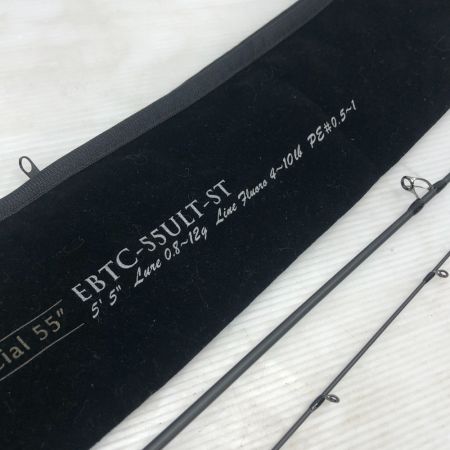 cial 55"
EBTC-55ULT-ST
5' 5" Lure 0.8~12g Line Fluoro 4~10lb PE#0.5~1